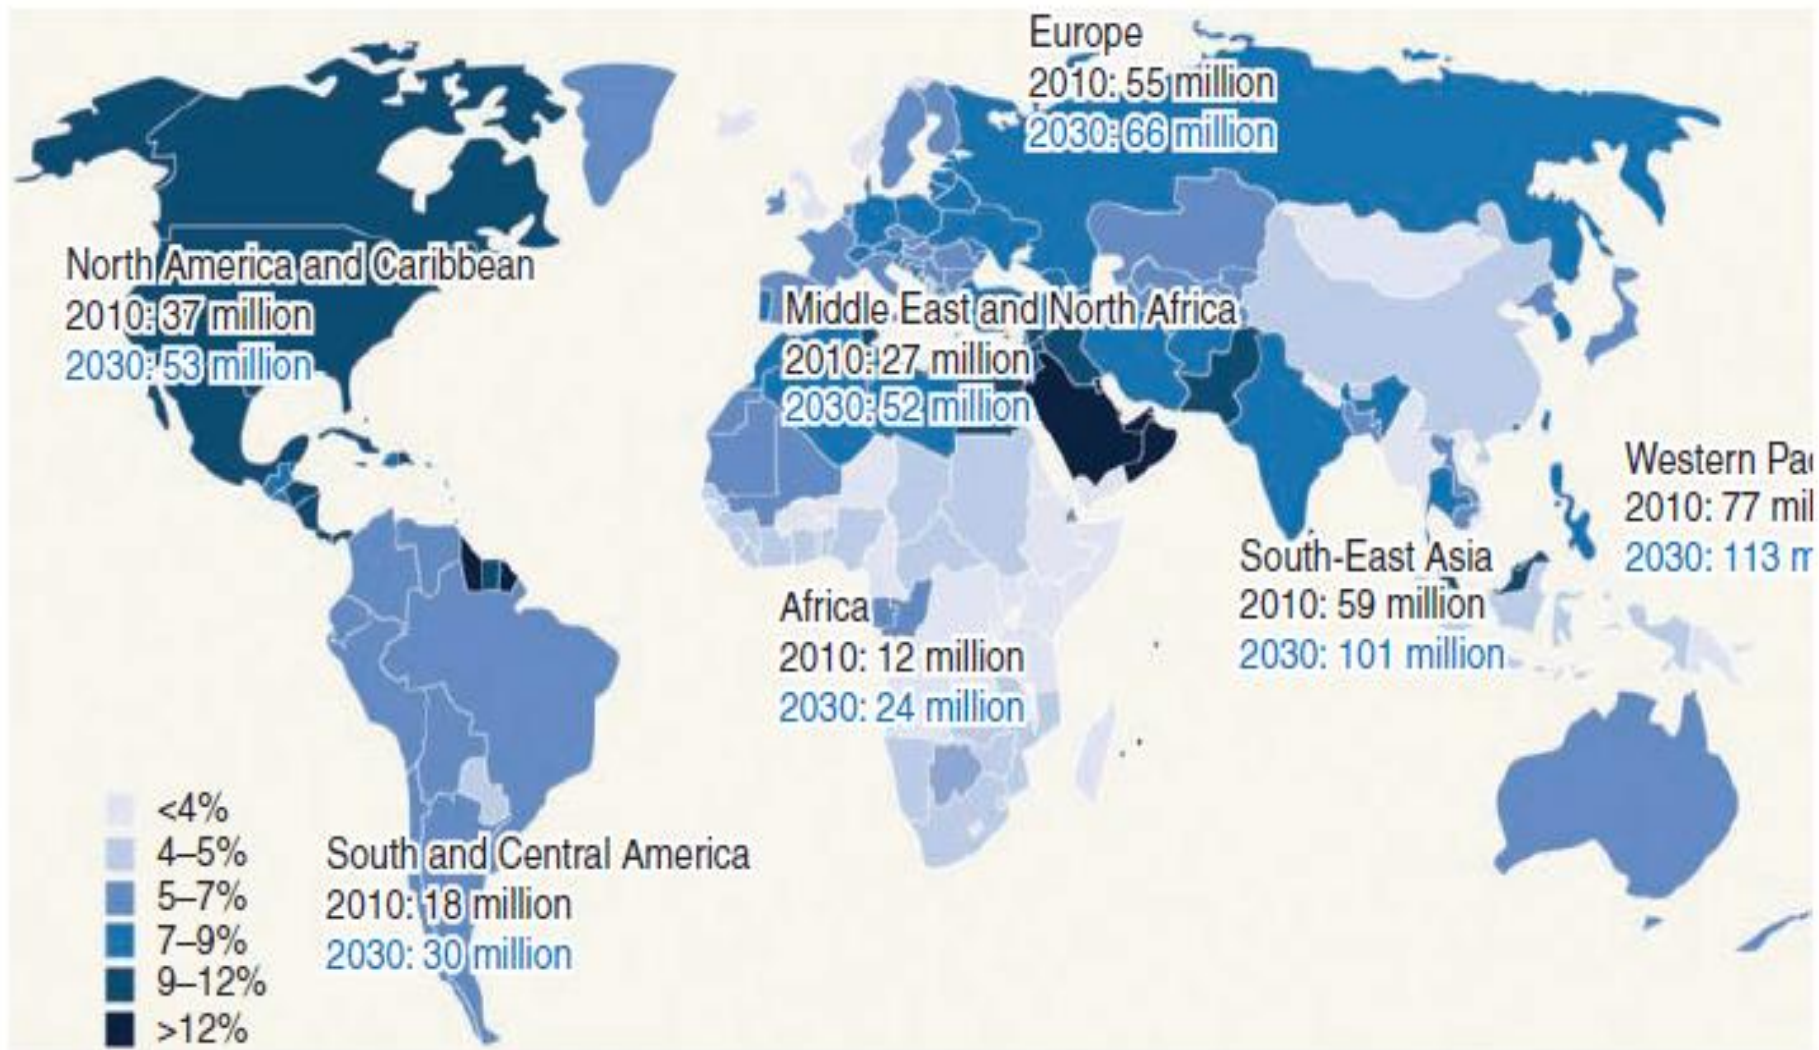 Europe
2010: 55 million
2030: 66 million
North America and Caribbean
2010: 37 million
2030: 53 million
Middle East and North Africa
2010: 27 million
2030: 52 million
Western Pa
2010: 77 mil
2030: 113 m
South-East Asia
2010: 59 million
2030: 101 million
Africa
2010: 12 million
2030: 24 million
South and Central America
2010: 18 million
2030: 30 million
<4%
4–5%
5–7%
7–9%
9–12%
>12%